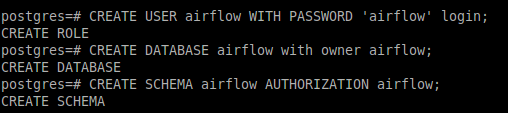 postgres=# CREATE USER airflow WITH PASSWORD 'airflow' login;
CREATE ROLE
postgres=# CREATE DATABASE airflow with owner airflow;
CREATE DATABASE
postgres=# CREATE SCHEMA airflow AUTHORIZATION airflow;
CREATE SCHEMA